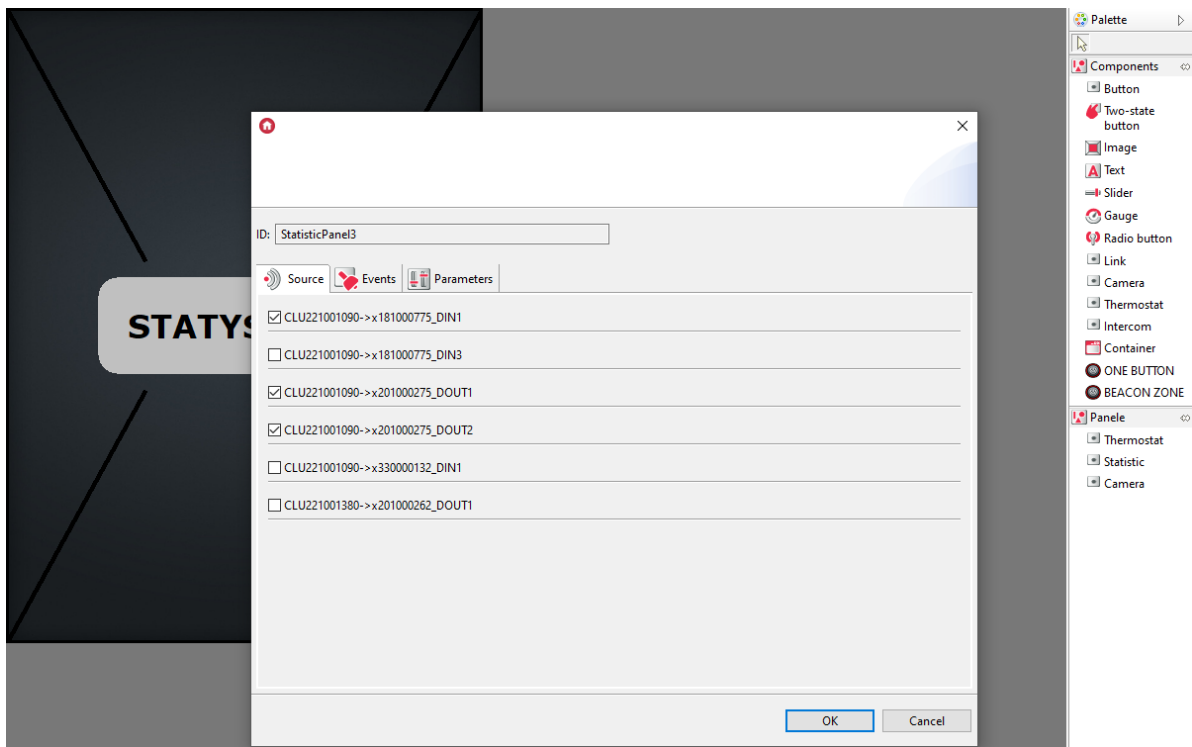 STATYS
ID: StatisticPanel3
Source
Events
Parameters
CLU221001090->x181000775_DIN1
CLU221001090->x181000775_DIN3
CLU221001090->x201000275_DOUT1
CLU221001090->x201000275_DOUT2
CLU221001090->x330000132_DIN1
CLU221001380->x201000262_DOUT1
OK
Cancel
Palette
Components
Button
Two-state
button
Image
Text
Slider
Gauge
Radio button
Link
Camera
Thermostat
Intercom
Container
ONE BUTTON
BEACON ZONE
Panele
Thermostat
Statistic
Camera